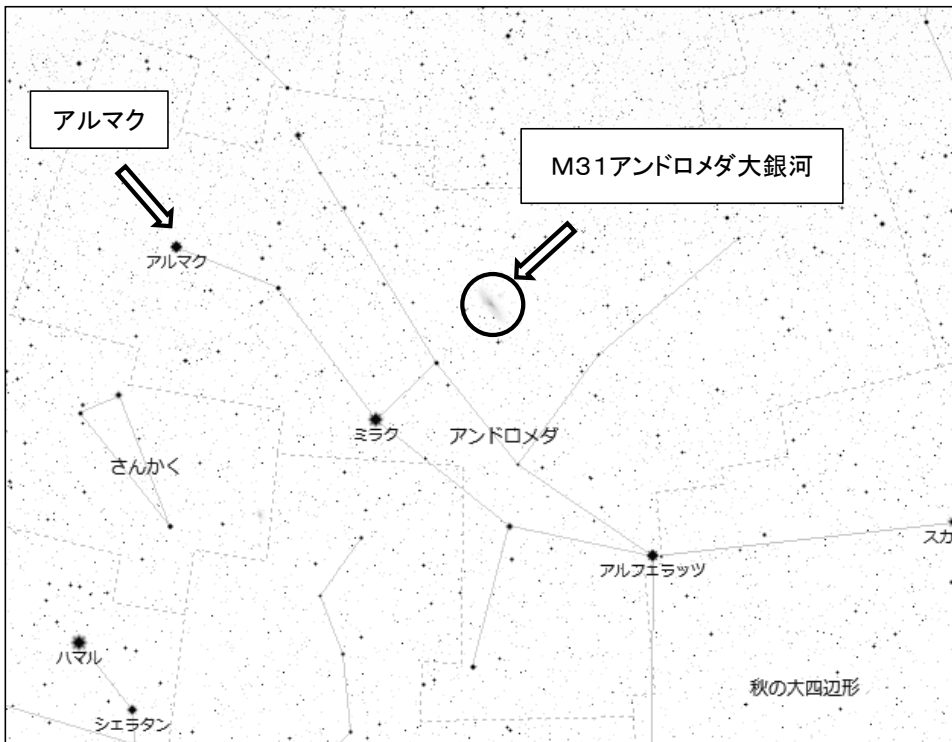 アルマク
M31アンドロメダ大銀河
アルマク
ミラク
アンドロメダ
さんかく
スカ
アルフェラッツ
ハマル
秋の大四辺形
シェラタン